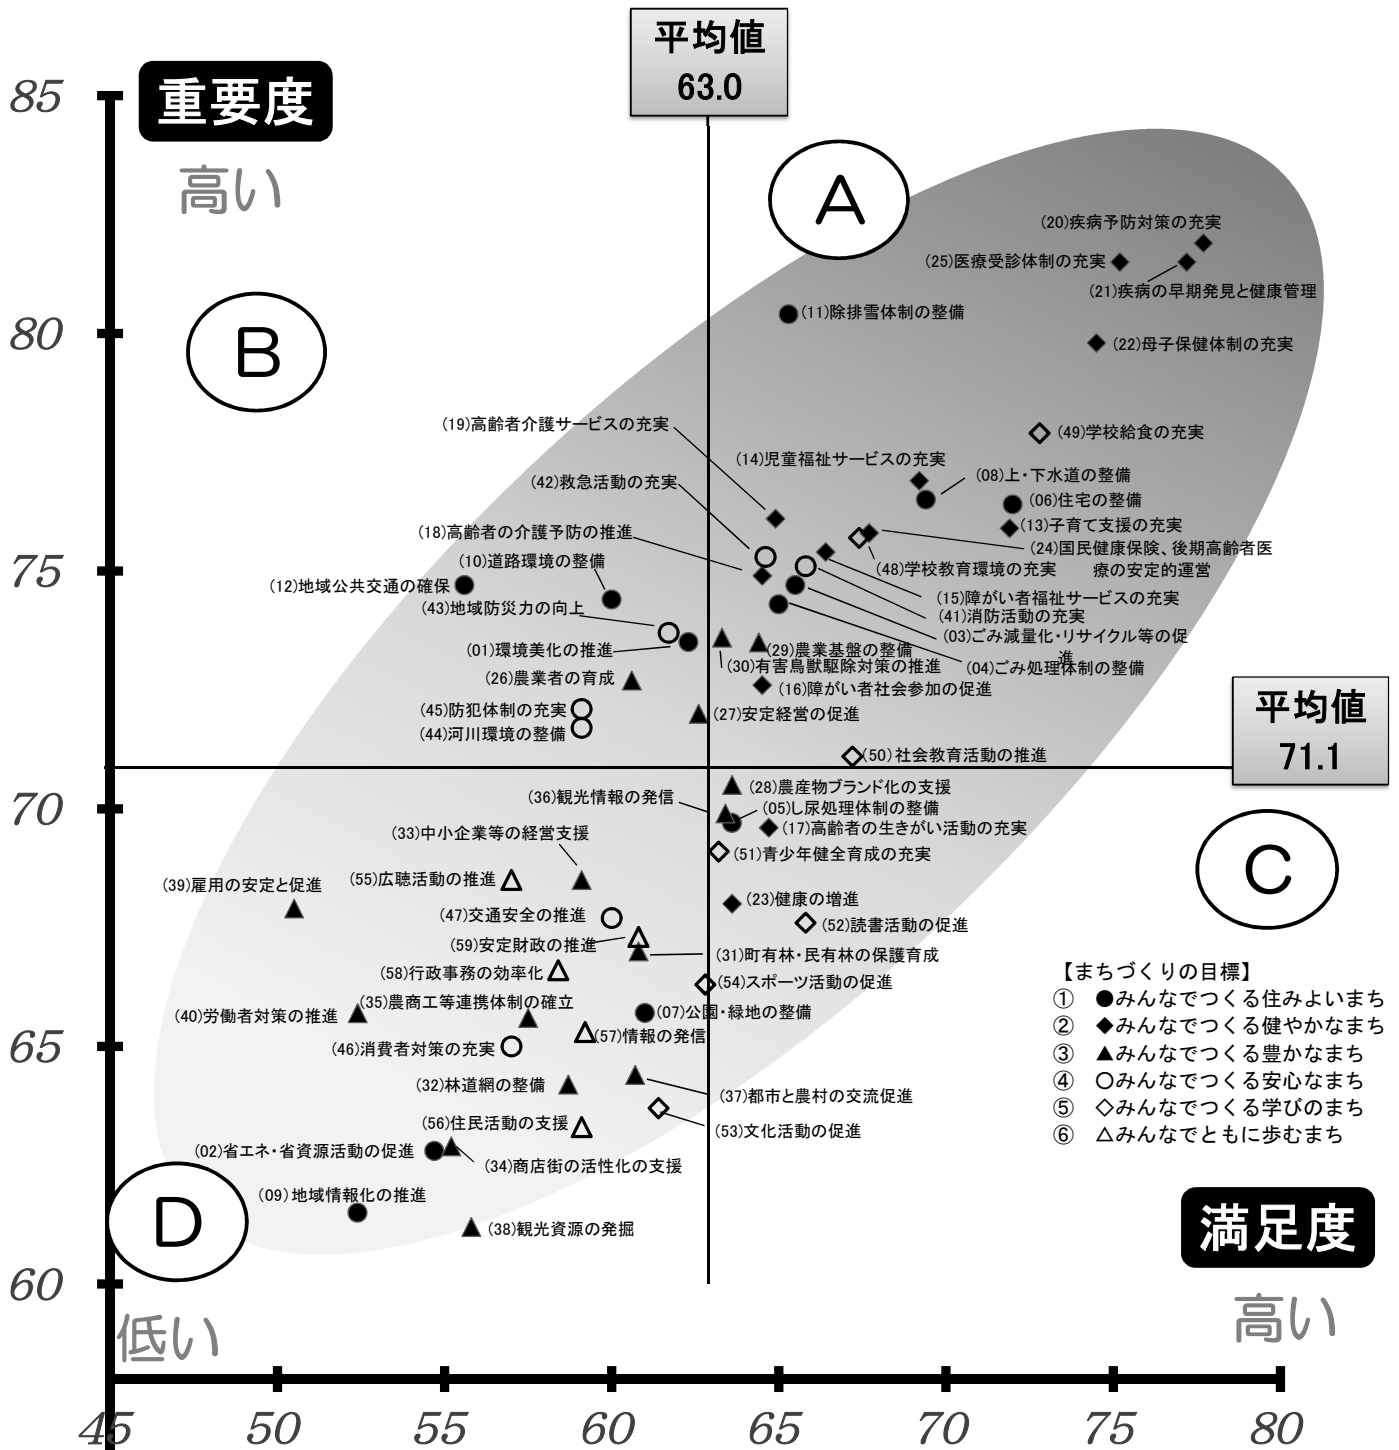 平均値
63.0
85
重要度
高い
A
(20)疾病予防対策の充実
(25)医療受診体制の充実
(21)疾病の早期発見と健康管理
(11)除排雪体制の整備
80
B
(22)母子保健体制の充実
(19)高齢者介護サービスの充実
(49)学校給食の充実
(14)児童福祉サービスの充実
(08)上・下水道の整備
(42)救急活動の充実
(06)住宅の整備
(13)子育て支援の充実
(18)高齢者の介護予防の推進
(24)国民健康保険、後期高齢者医
療の安定的運営
75
(10)道路環境の整備
(48)学校教育環境の充実
(12)地域公共交通の確保
(15)障がい者福祉サービスの充実
(43)地域防災力の向上
(41)消防活動の充実
(03)ごみ減量化・リサイクル等の促
進
(01)環境美化の推進
(29)農業基盤の整備
(30)有害鳥獣駆除対策の推進
(04)ごみ処理体制の整備
(26)農業者の育成
(16)障がい者社会参加の促進
(45)防犯体制の充実
(27)安定経営の促進
(44)河川環境の整備
平均値
71.1
(50)社会教育活動の推進
70
(28)農産物ブランド化の支援
(36)観光情報の発信
(05)し尿処理体制の整備
(17)高齢者の生きがい活動の充実
(33)中小企業等の経営支援
(51)青少年健全育成の充実
C
(39)雇用の安定と促進
(55)広聴活動の推進
(23)健康の増進
(47)交通安全の推進
(52)読書活動の促進
(59)安定財政の推進
(31)町有林・民有林の保護育成
(58)行政事務の効率化
(54)スポーツ活動の促進
(35)農商工等連携体制の確立
(40)労働者対策の推進
(07)公園・緑地の整備
(57)情報の発信
65
(46)消費者対策の充実
(32)林道網の整備
(37)都市と農村の交流促進
(56)住民活動の支援
(53)文化活動の促進
(02)省エネ・省資源活動の促進
(34)商店街の活性化の支援
(09)地域情報化の推進
D
(38)観光資源の発掘
【まちづくりの目標】
① ●みんなでつくる住みよいまち
② ◆みんなでつくる健やかなまち
③ ▲みんなでつくる豊かなまち
④ ○みんなでつくる安心なまち
⑤ ◇みんなでつくる学びのまち
⑥ △みんなでともに歩むまち
満足度
高い
60
低い
45 50 55 60 65 70 75 80